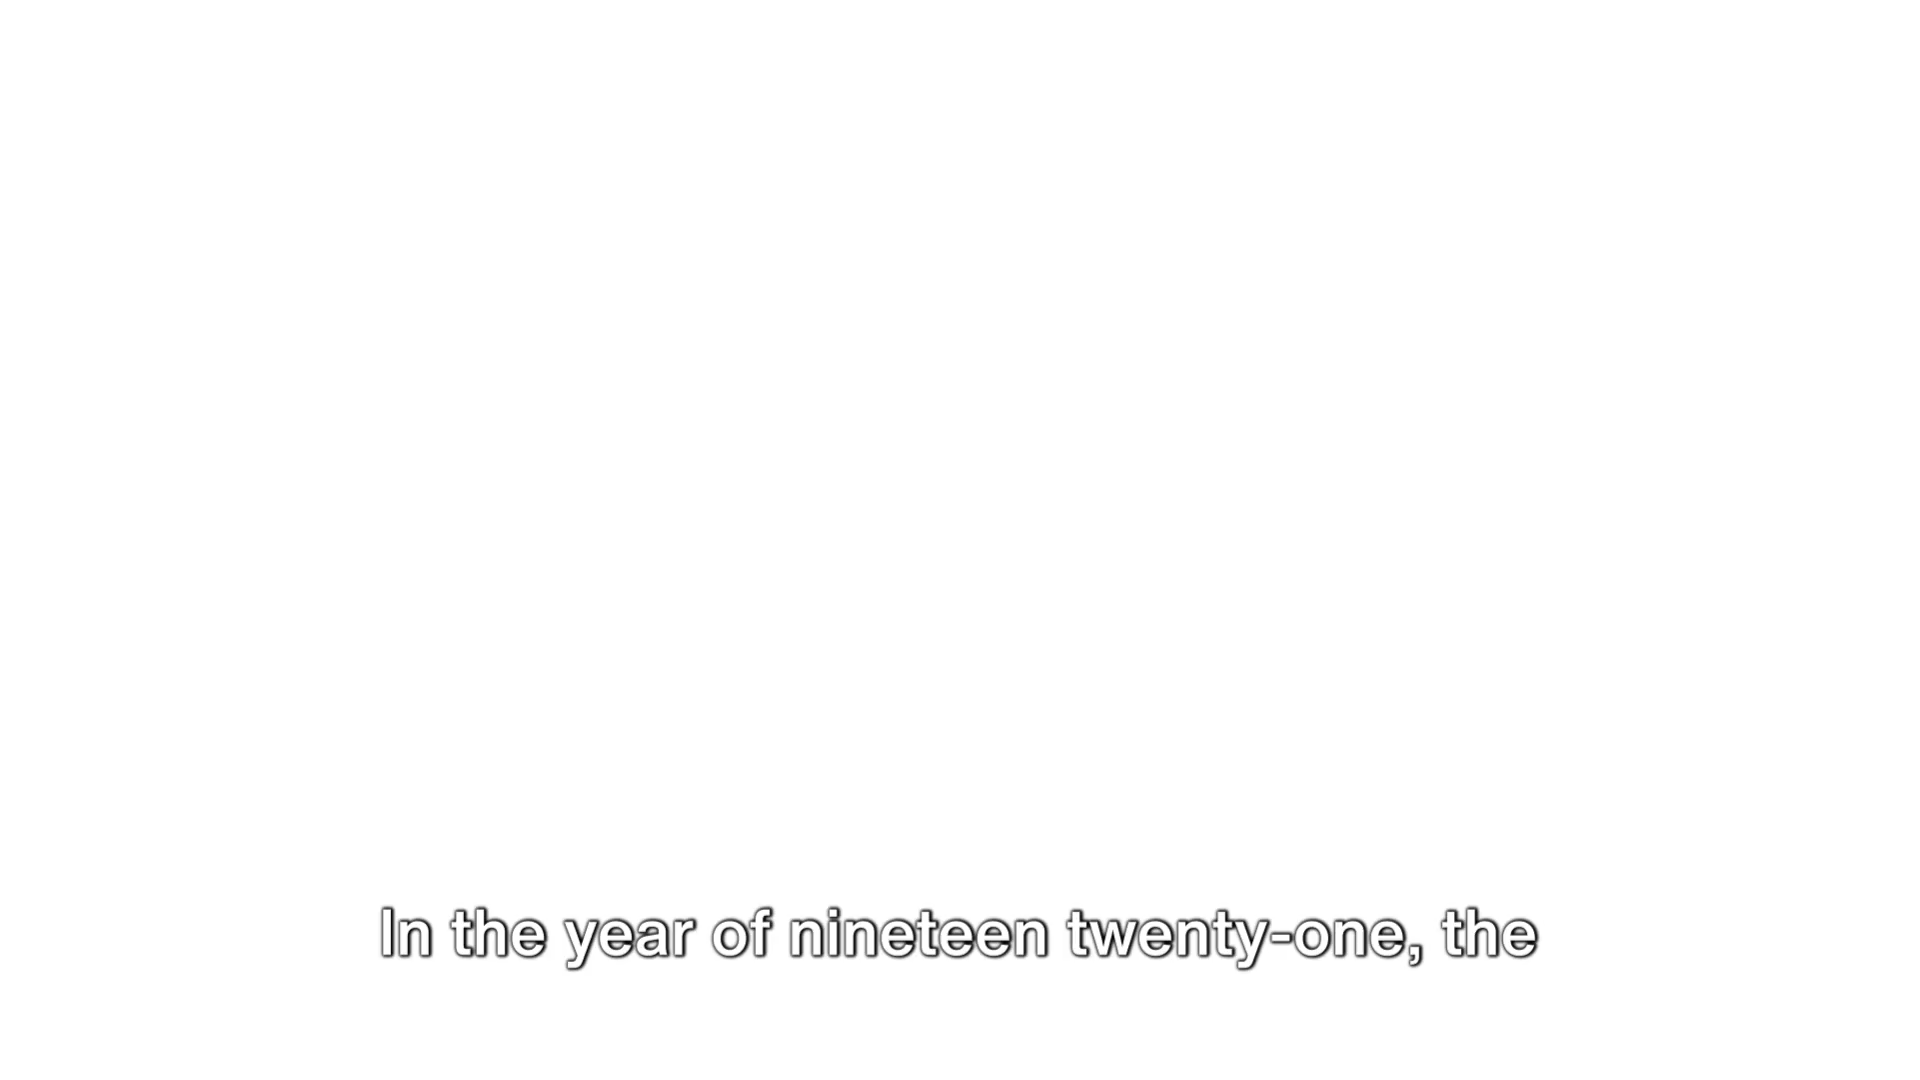 In the year of nineteen twenty-one, the